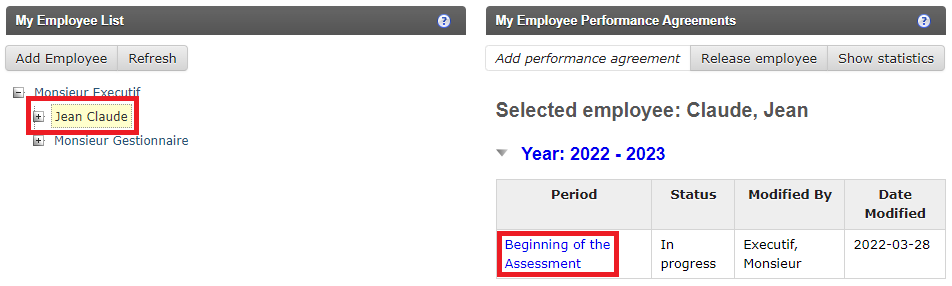 My Employee List
?
Add Employee
Refresh
Monsieur Executif
Jean Claude
Monsieur Gestionnaire
My Employee Performance Agreements
?
Add performance agreement
Release employee
Show statistics
Selected employee: Claude, Jean
Year: 2022 - 2023
Period
Status
Modified By
Date
Modified
Beginning of the
Assessment
In
progress
Executif,
Monsieur
2022-03-28